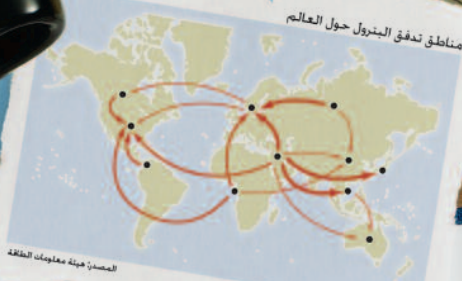 مناطق تدفق البترول حول العالم
المصدر: هيئة معلومات الطاقة